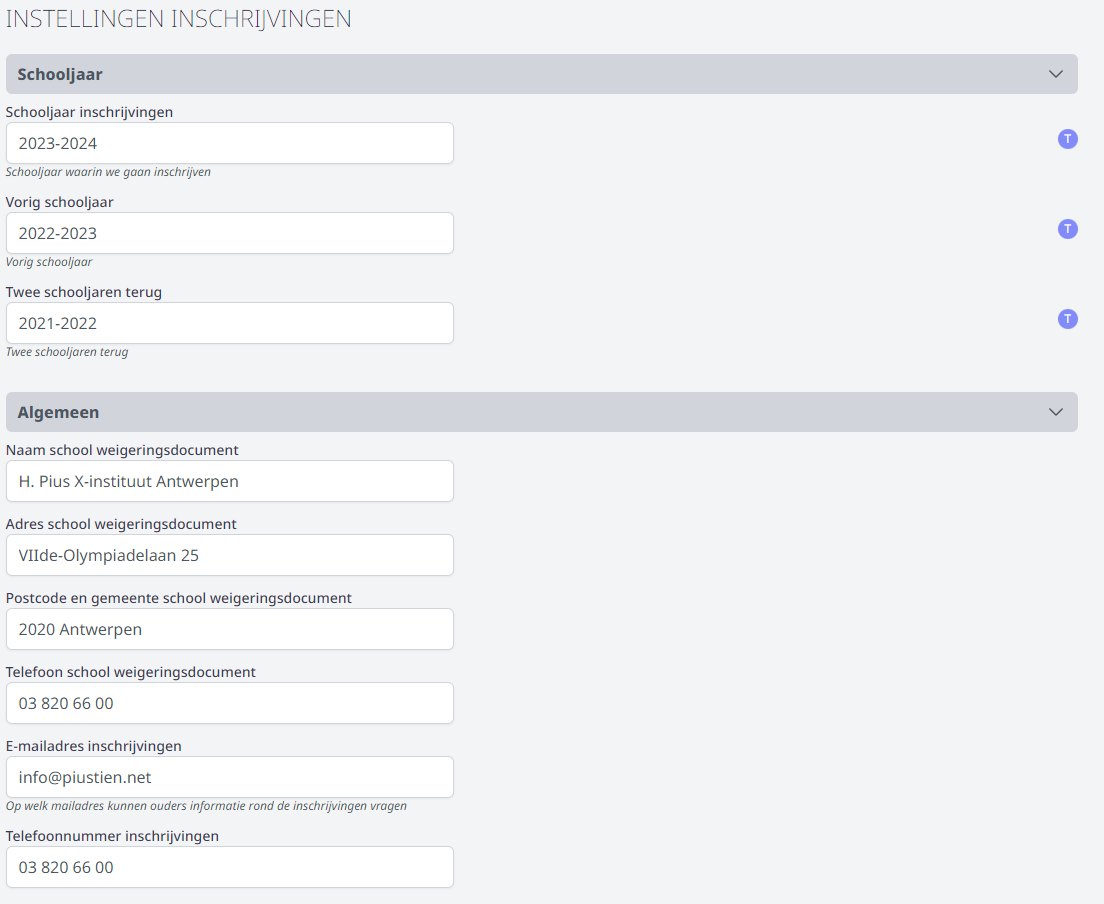 INSTELLINGEN INSCHRIJVINGEN
Schooljaar
Schooljaar inschrijvingen
2023-2024
T
Schooljaar waarin we gaan inschrijven
Vorig schooljaar
2022-2023
T
Vorig schooljaar
Twee schooljaren terug
2021-2022
T
Twee schooljaren terug
Algemeen
Naam school weigeringsdocument
H. Pius X-instituut Antwerpen
Adres school weigeringsdocument
VIIde-Olympiadelaan 25
Postcode en gemeente school weigeringsdocument
2020 Antwerpen
Telefoon school weigeringsdocument
03 820 66 00
E-mailadres inschrijvingen
info@piustien.net
Op welk mailadres kunnen ouders informatie rond de inschrijvingen vragen
Telefoonnummer inschrijvingen
03 820 66 00